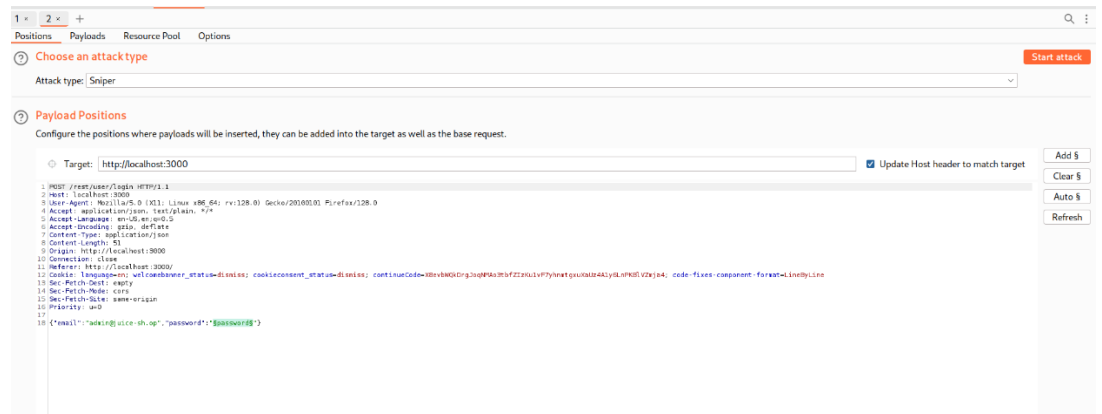 1 × 2 × +
Positions Payloads Resource Pool Options
? Choose an attack type Start attack
Attack type: Sniper
? Payload Positions
Configure the positions where payloads will be inserted, they can be added into the target as well as the base request.
Target: http://localhost:3000 Update Host header to match target Add §
Clear §
Auto §
Refresh
1 POST /rest/user/login HTTP/1.1
2 Host: localhost:3000
3 User-Agent: Mozilla/5.0 (X11; Linux x86_64; rv:128.0) Gecko/20100101 Firefox/128.0
4 Accept: application/json, text/plain, */*
5 Accept-Language: en-US,en;q=0.5
6 Accept-Encoding: gzip, deflate
7 Content-Type: application/json
8 Content-Length: 51
9 Origin: http://localhost:3000
10 Connection: close
11 Referer: http://localhost:3000/
12 Cookie: language=en; welcomebanner_status=dismiss; cookieconsent_status=dismiss; code-fixes-component-format=LineByLine
13 Sec-Fetch-Dest: empty
14 Sec-Fetch-Mode: cors
15 Sec-Fetch-Site: same-origin
16 Priority: u=0
17
18 {"email":"admin@juice-sh.op","password":"§password§"}